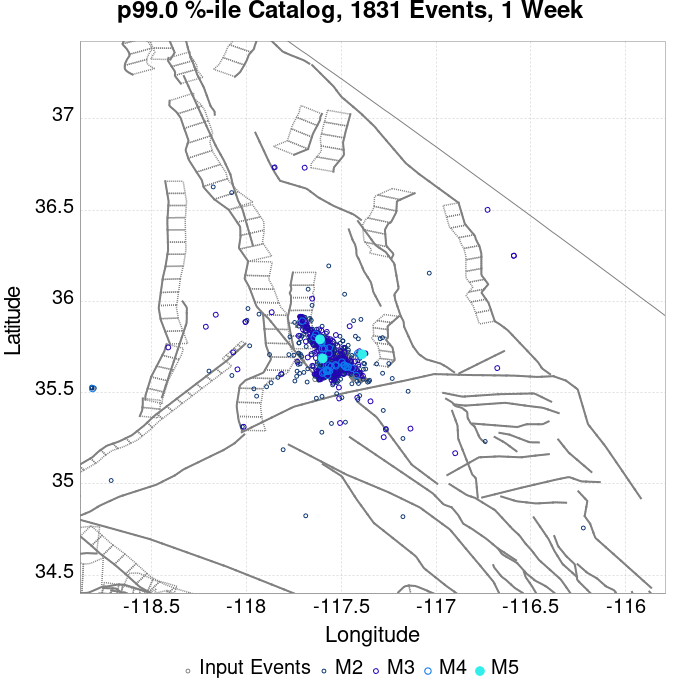 p99.0 %-ile Catalog, 1831 Events, 1 Week
37
36.5
36
35.5
35
34.5
Latitude
-118.5 -118 -117.5 -117 -116.5 -116
Longitude
Input Events M2 M3 M4 M5